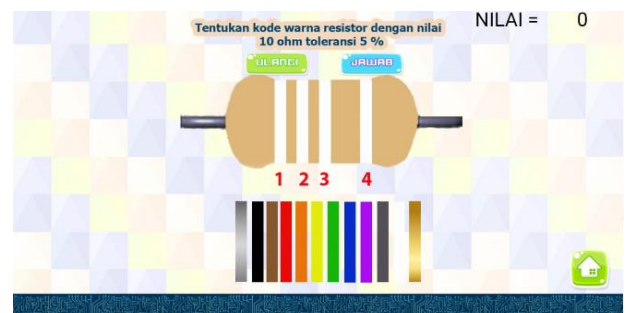 NILAI = 0
Tentukan kode warna resistor dengan nilai
10 ohm toleransi 5 %
ULANGI JAWAB
1 2 3 4